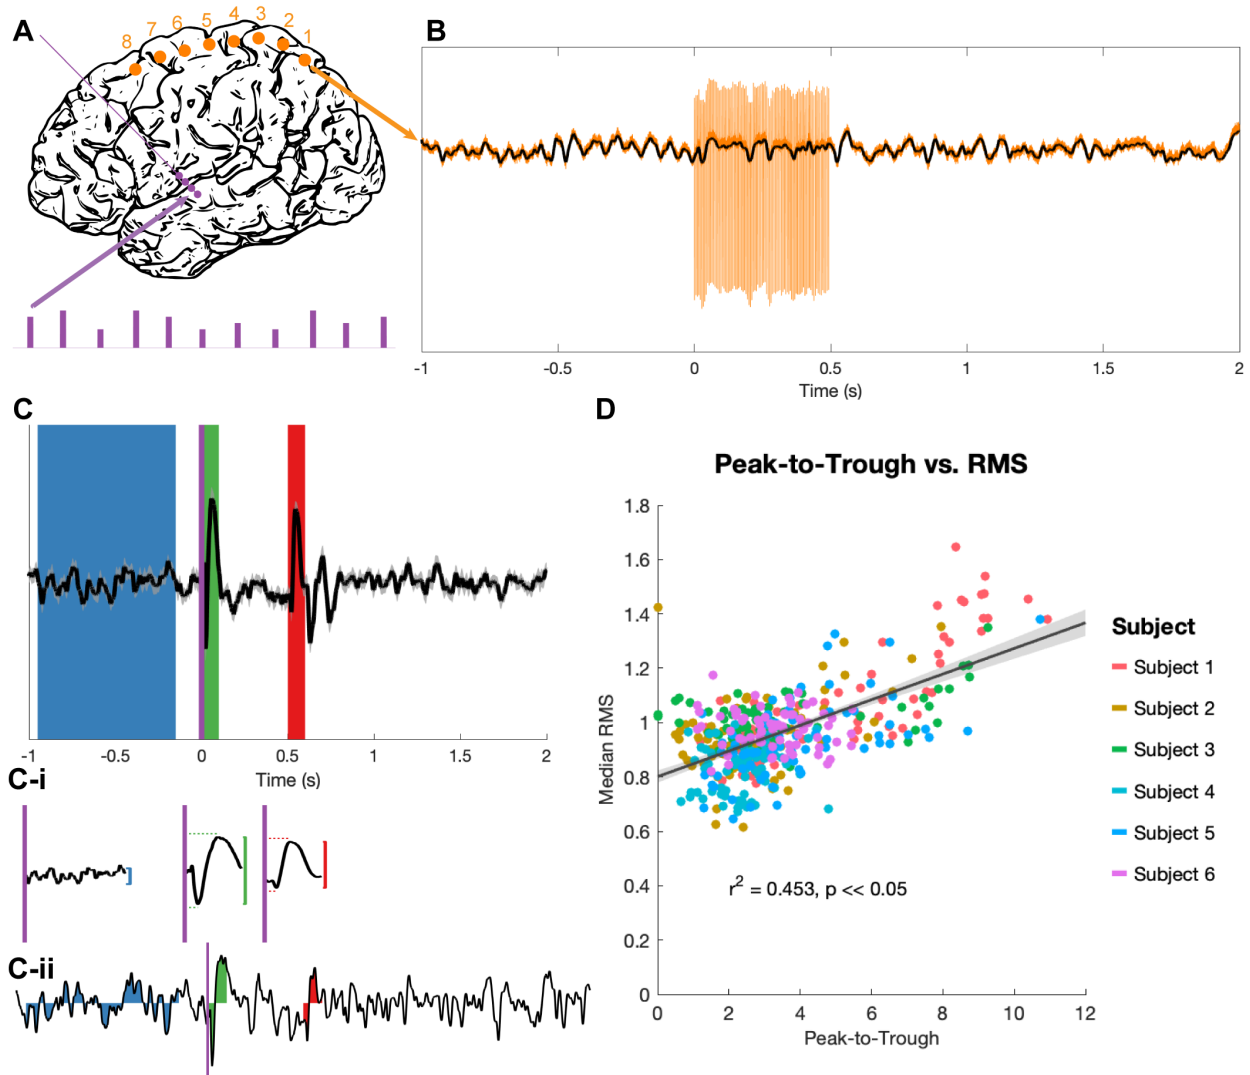 A
8 7 6 5 4 3 2 1
B
-1 -0.5 0 0.5 1 1.5 2
Time (s)
C
-1 -0.5 0 0.5 1 2
Time (s)
C-i
C-ii
D
Peak-to-Trough vs. RMS
1.8
1.6
1.4
1.2
1
0.8
0.6
0.4
0.2
0
Median RMS
r² = 0.453, p << 0.05
0 2 4 6 8 10 12
Peak-to-Trough
Subject
Subject 1
Subject 2
Subject 3
Subject 4
Subject 5
Subject 6